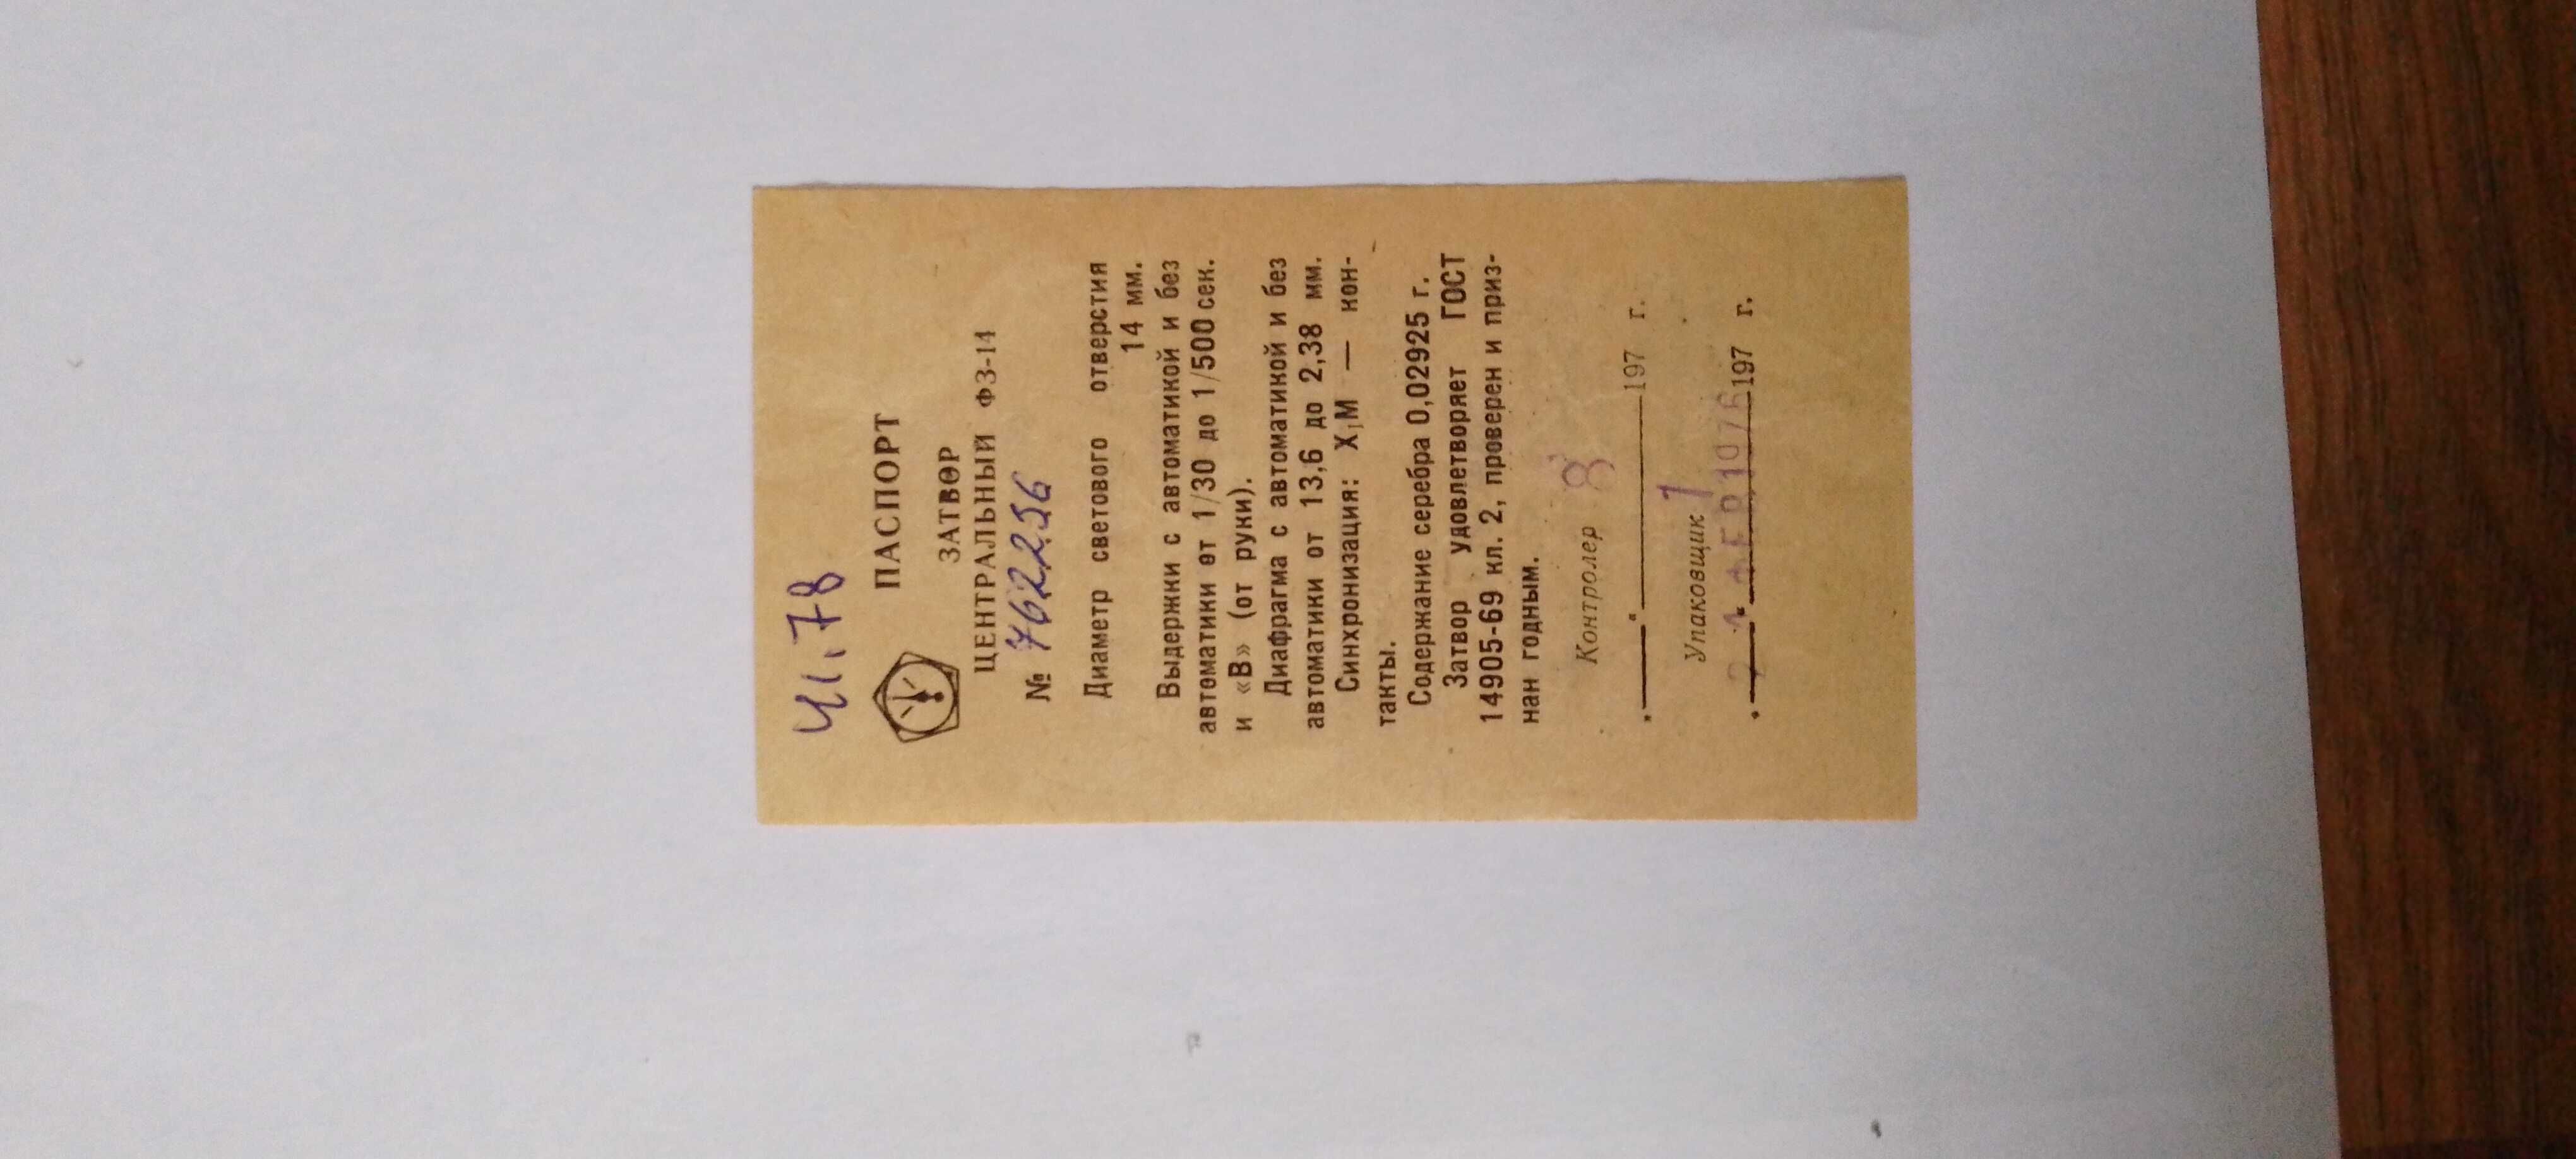 41.78
ПАСПОРТ
ЗАТВОР
ЦЕНТРАЛЬНЫЙ ФЗ-14
№ 7622256
Диаметр светового отверстия
14 мм.
Выдержки с автоматикой и без
автоматики от 1/30 до 1/500 сек.
и «В» (от руки).
Диафрагма с автоматикой и без
автоматики от 13,6 до 2,38 мм.
Синхронизация: Х,М — кон-
такты.
Содержание серебра 0,02925 г.
Затвор удовлетворяет ГОСТ
14905-69 кл. 2, проверен и приз-
нан годным.
Контролер 8
197 г.
Упаковщик 1
197 г.